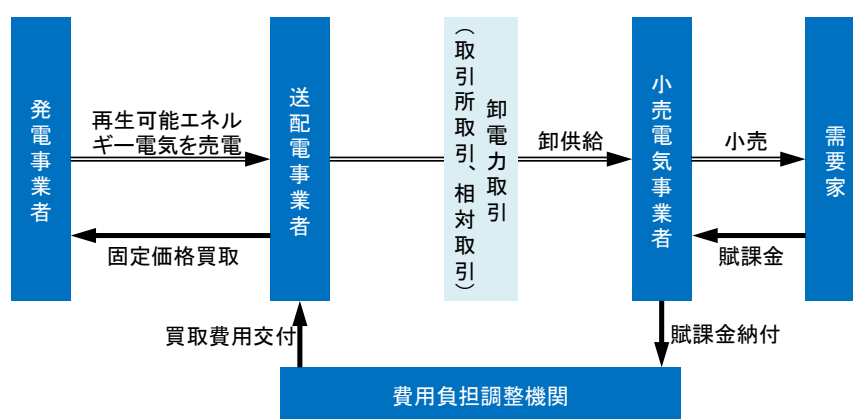 発電事業者
再生可能エネル
ギー電気を売電
固定価格買取
送配電事業者
買取費用交付
卸電力取引
（取引所取引、相対取引）
卸供給
小売電気事業者
小売
賦課金
賦課金納付
需要家
費用負担調整機関